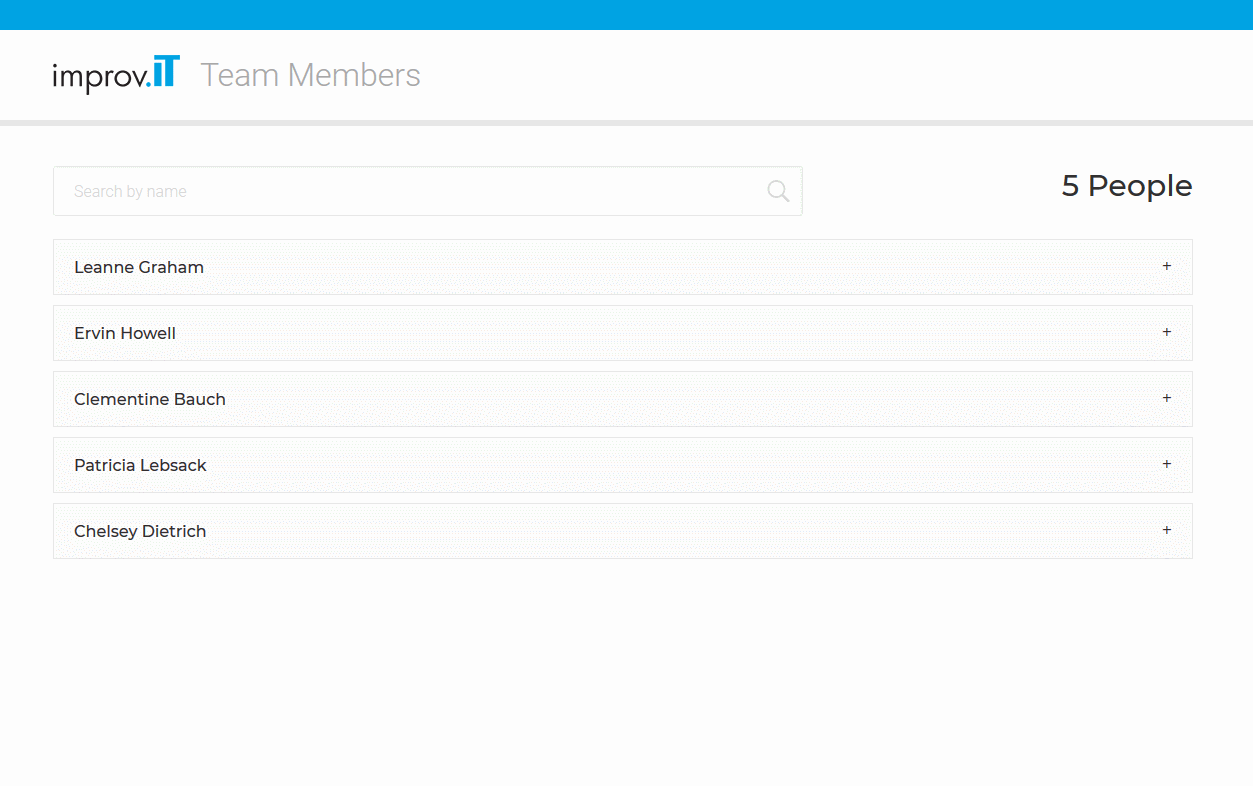 improv.iT Team Members
Search by name
5 People
Leanne Graham +
Ervin Howell +
Clementine Bauch +
Patricia Lebsack +
Chelsey Dietrich +